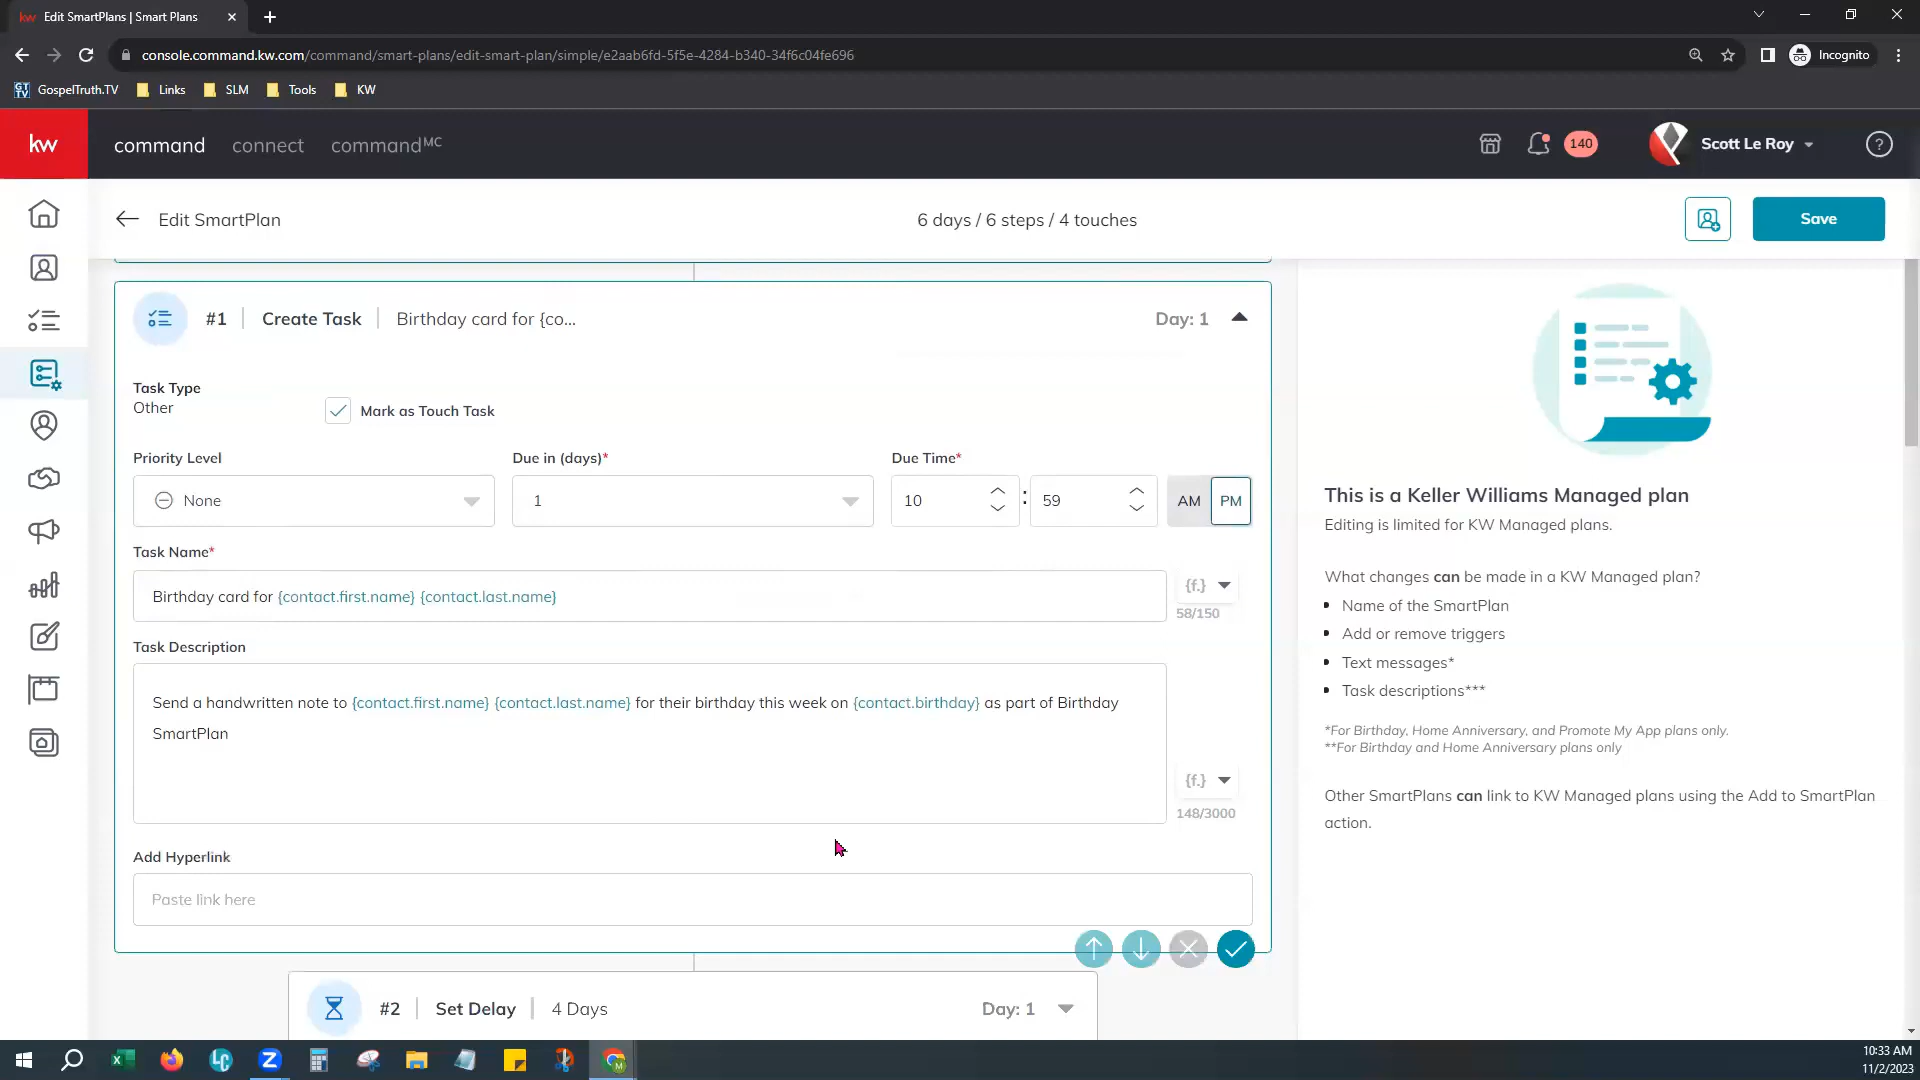 kw Edit SmartPlans | Smart Plans
console.command.kw.com/command/smart-plans/edit-smart-plan/simple/e2aab6fd-5f5e-4284-b340-34f6c04fe696
Incognito
GT TV GospelTruth.TV Links SLM Tools KW
kw command connect commandMC 140 Scott Le Roy ?
Edit SmartPlan 6 days / 6 steps / 4 touches Save
#1 Create Task Birthday card for {co... Day: 1
Task Type
Other
Mark as Touch Task
Priority Level Due in (days)* Due Time*
None 1 10 : 59 AM PM
Task Name*
Birthday card for {contact.first.name} {contact.last.name} {f.}
58/150
Task Description
Send a handwritten note to {contact.first.name} {contact.last.name} for their birthday this week on {contact.birthday} as part of Birthday
SmartPlan
{f.}
148/3000
Add Hyperlink
Paste link here
#2 Set Delay 4 Days Day: 1
This is a Keller Williams Managed plan
Editing is limited for KW Managed plans.
What changes can be made in a KW Managed plan?
Name of the SmartPlan
Add or remove triggers
Text messages*
Task descriptions***
*For Birthday, Home Anniversary, and Promote My App plans only.
**For Birthday and Home Anniversary plans only
Other SmartPlans can link to KW Managed plans using the Add to SmartPlan
action.
LC Z M
10:33 AM
11/2/2023